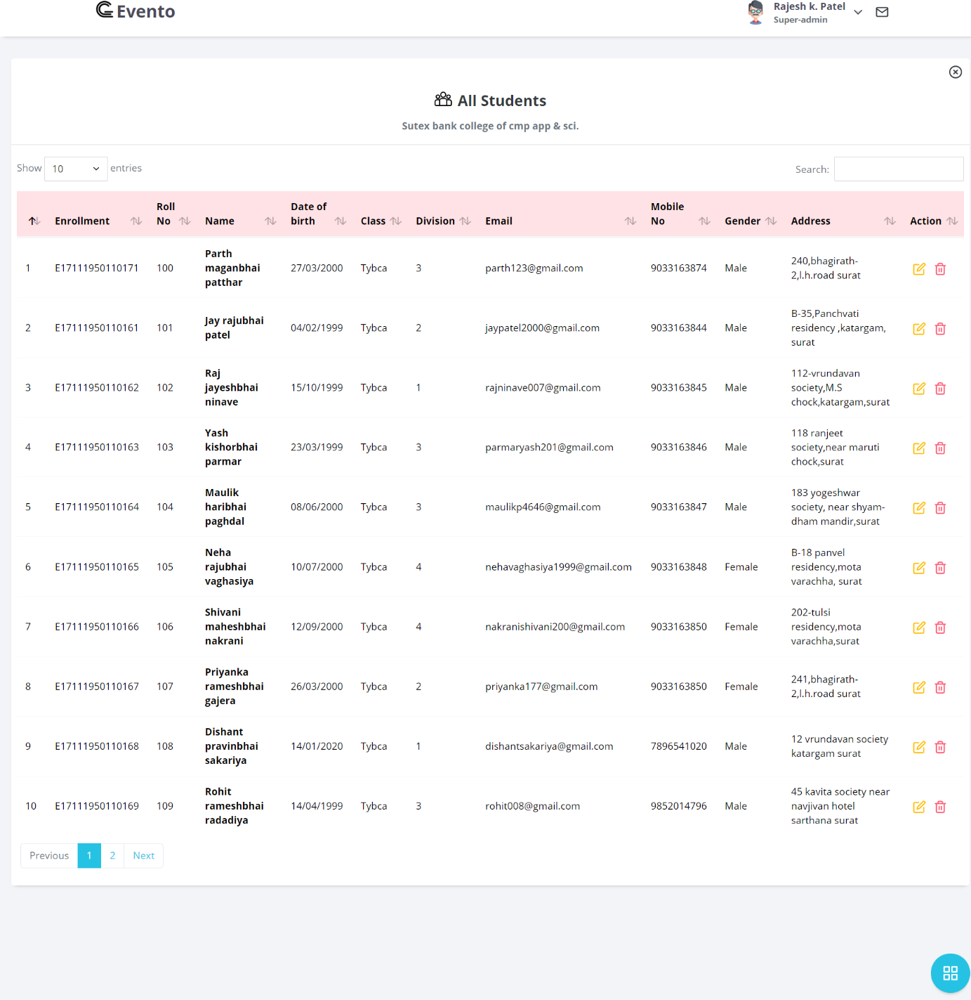 Evento
Rajesh k. Patel
Super-admin
All Students
Sutex bank college of cmp app & sci.
Show 10 entries
Search:
Enrollment Roll No Name Date of birth Class Division Email Mobile No Gender Address Action
1 E17111950110171 100 Parth maganbhai patthar 27/03/2000 Tybca 3 parth123@gmail.com 9033163874 Male 240,bhagirath-2,l.h.road surat
2 E17111950110161 101 Jay rajubhai patel 04/02/1999 Tybca 2 jaypatel2000@gmail.com 9033163844 Male B-35,Panchvati residency ,katargam, surat
3 E17111950110162 102 Raj jayeshbhai ninave 15/10/1999 Tybca 1 rajninave007@gmail.com 9033163845 Male 112-vrundavan society,M.S chock,katargam,surat
4 E17111950110163 103 Yash kishorbhai parmar 23/03/1999 Tybca 3 parmaryash201@gmail.com 9033163846 Male 118 ranjeet society,near maruti chock,surat
5 E17111950110164 104 Maulik haribhai paghdal 08/06/2000 Tybca 3 maulikp4646@gmail.com 9033163847 Male 183 yogeshwar society, near shyam-dham mandir,surat
6 E17111950110165 105 Neha rajubhai vaghasiya 10/07/2000 Tybca 4 nehavaghasiya1999@gmail.com 9033163848 Female B-18 panvel residency,mota varachha, surat
7 E17111950110166 106 Shivani maheshbhai nakrani 12/09/2000 Tybca 4 nakranishivani200@gmail.com 9033163850 Female 202-tulsi residency,mota varachha,surat
8 E17111950110167 107 Priyanka rameshbhai gajera 26/03/2000 Tybca 2 priyanka177@gmail.com 9033163850 Female 241,bhagirath-2,l.h.road surat
9 E17111950110168 108 Dishant pravinbhai sakariya 14/01/2020 Tybca 1 dishantsakariya@gmail.com 7896541020 Male 12 vrundavan society katargam surat
10 E17111950110169 109 Rohit rameshbhai radadiya 14/04/1999 Tybca 3 rohit008@gmail.com 9852014796 Male 45 kavita society near navjivan hotel sarthana surat
Previous 1 2 Next